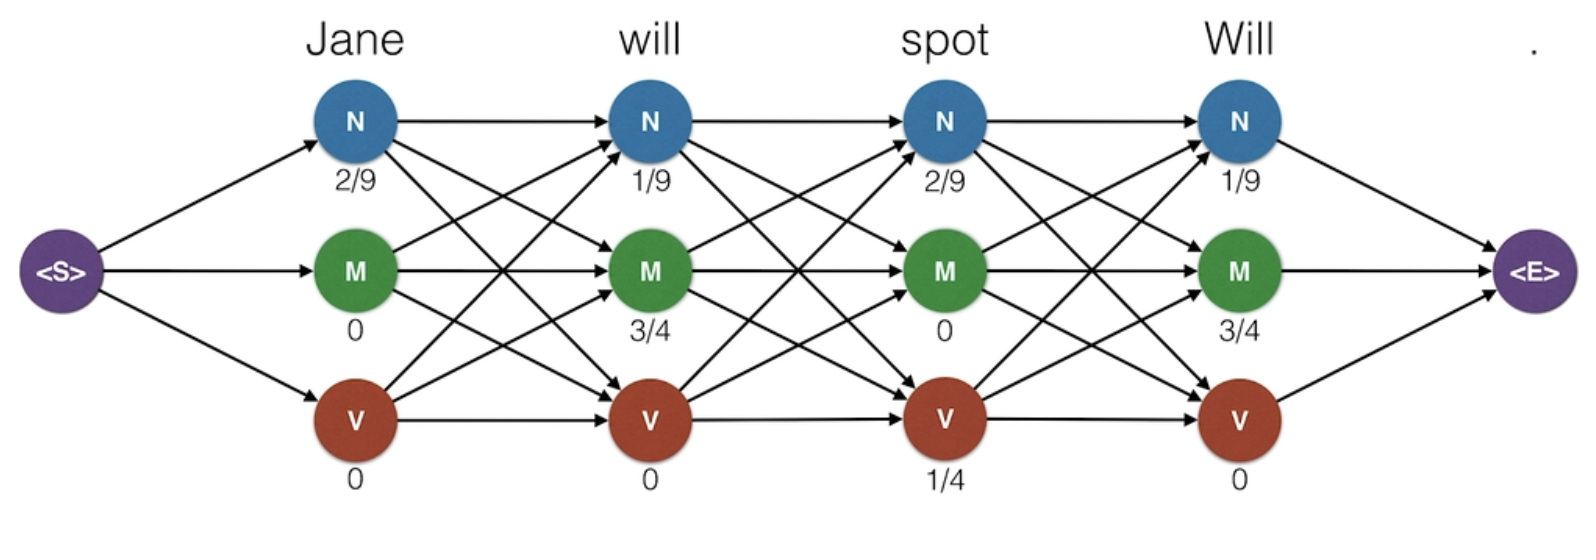 Jane will spot Will .
N N N N
2/9 1/9 2/9 1/9
<S> M M M M <E>
0 3/4 0 3/4
V V V V
0 0 1/4 0